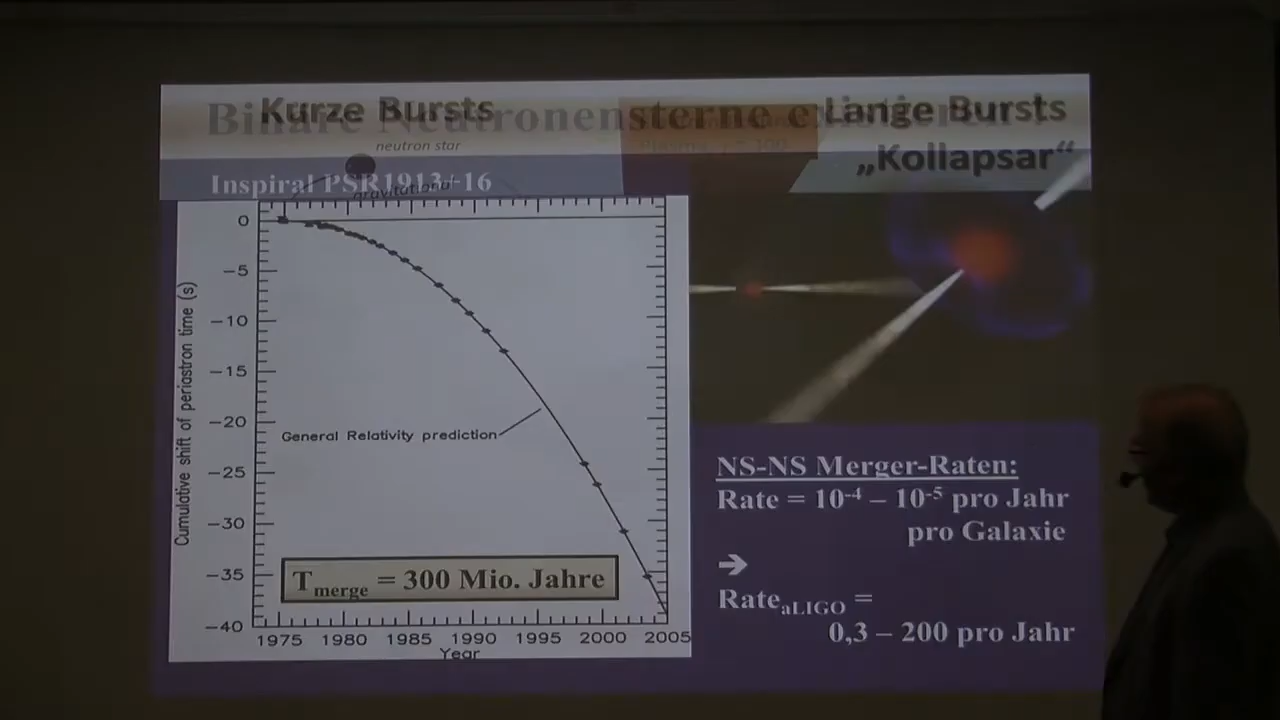 Kurze Bursts
Lange Bursts
„Kollapsar“
Binäre Neutronensterne
neutron star
Inspiral PSR1913+16
gravitational
0
−5
−10
−15
−20
−25
−30
−35
−40
Cumulative shift of periastron time (s)
General Relativity prediction
Tmerge = 300 Mio. Jahre
1975 1980 1985 1990 1995 2000 2005
Year
NS-NS Merger-Raten:
Rate = 10-4 – 10-5 pro Jahr
pro Galaxie
➔
RateaLIGO =
0,3 – 200 pro Jahr